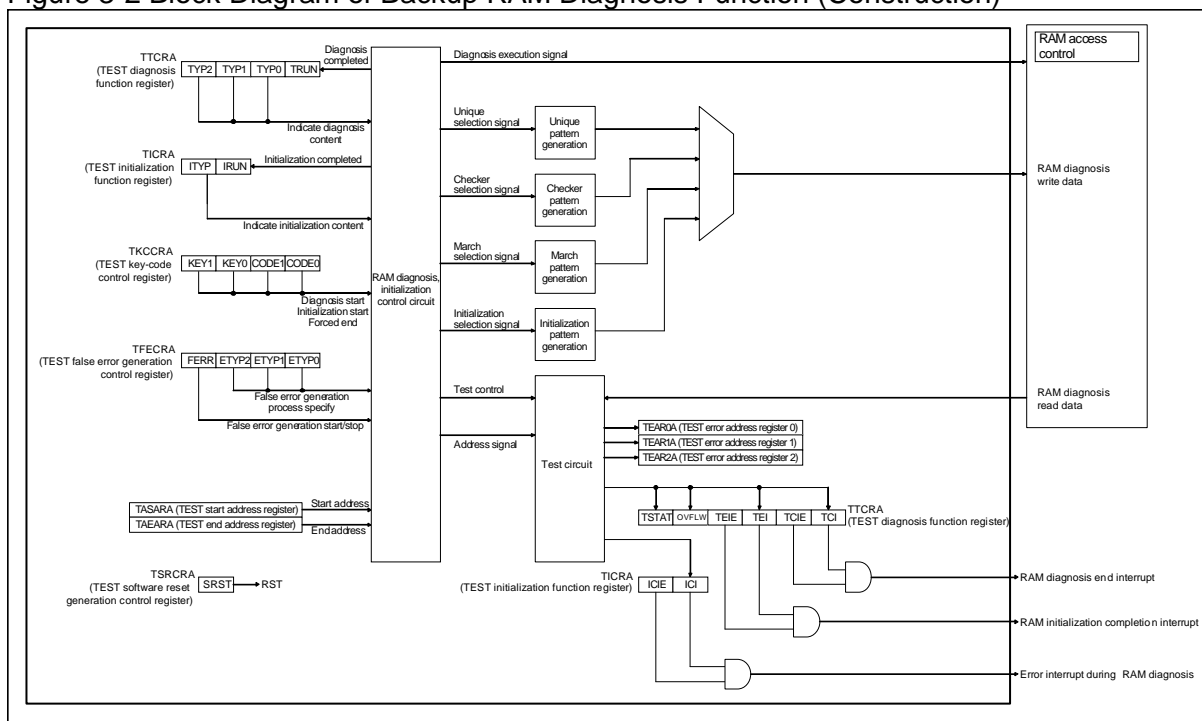 Figure 3-2 Block Diagram of Backup RAM Diagnosis Function (Construction)
TTCRA
(TEST diagnosis
function register)
TYP2 TYP1 TYP0 TRUN
Diagnosis
completed
Indicate diagnosis
content
TICRA
(TEST initialization
function register)
ITYP IRUN
Initialization completed
Indicate initialization content
TKCCRA
(TEST key-code
control register)
KEY1 KEY0 CODE1 CODE0
Diagnosis start
Initialization start
Forced end
TFECRA
(TEST false error generation
control register)
FERR ETYP2 ETYP1 ETYP0
False error generation
process specify
False error generation start/stop
TASARA (TEST start address register)
TAEARA (TEST end address register)
Start address
End address
TSRCRA
(TEST software reset
generation control register)
SRST
RST
RAM diagnosis,
initialization
control circuit
Diagnosis execution signal
Unique
selection signal
Unique
pattern
generation
Checker
selection signal
Checker
pattern
generation
March
selection signal
March
pattern
generation
Initialization
selection signal
Initialization
pattern
generation
Test control
Address signal
Test circuit
TEAR0A (TEST error address register 0)
TEAR1A (TEST error address register 1)
TEAR2A (TEST error address register 2)
TSTAT OVFLW TEIE TEI TCIE TCI
TTCRA
(TEST diagnosis function register)
TICRA
(TEST initialization function register)
ICIE ICI
RAM access
control
RAM diagnosis
write data
RAM diagnosis
read data
RAM diagnosis end interrupt
RAM initialization completion interrupt
Error interrupt during RAM diagnosis